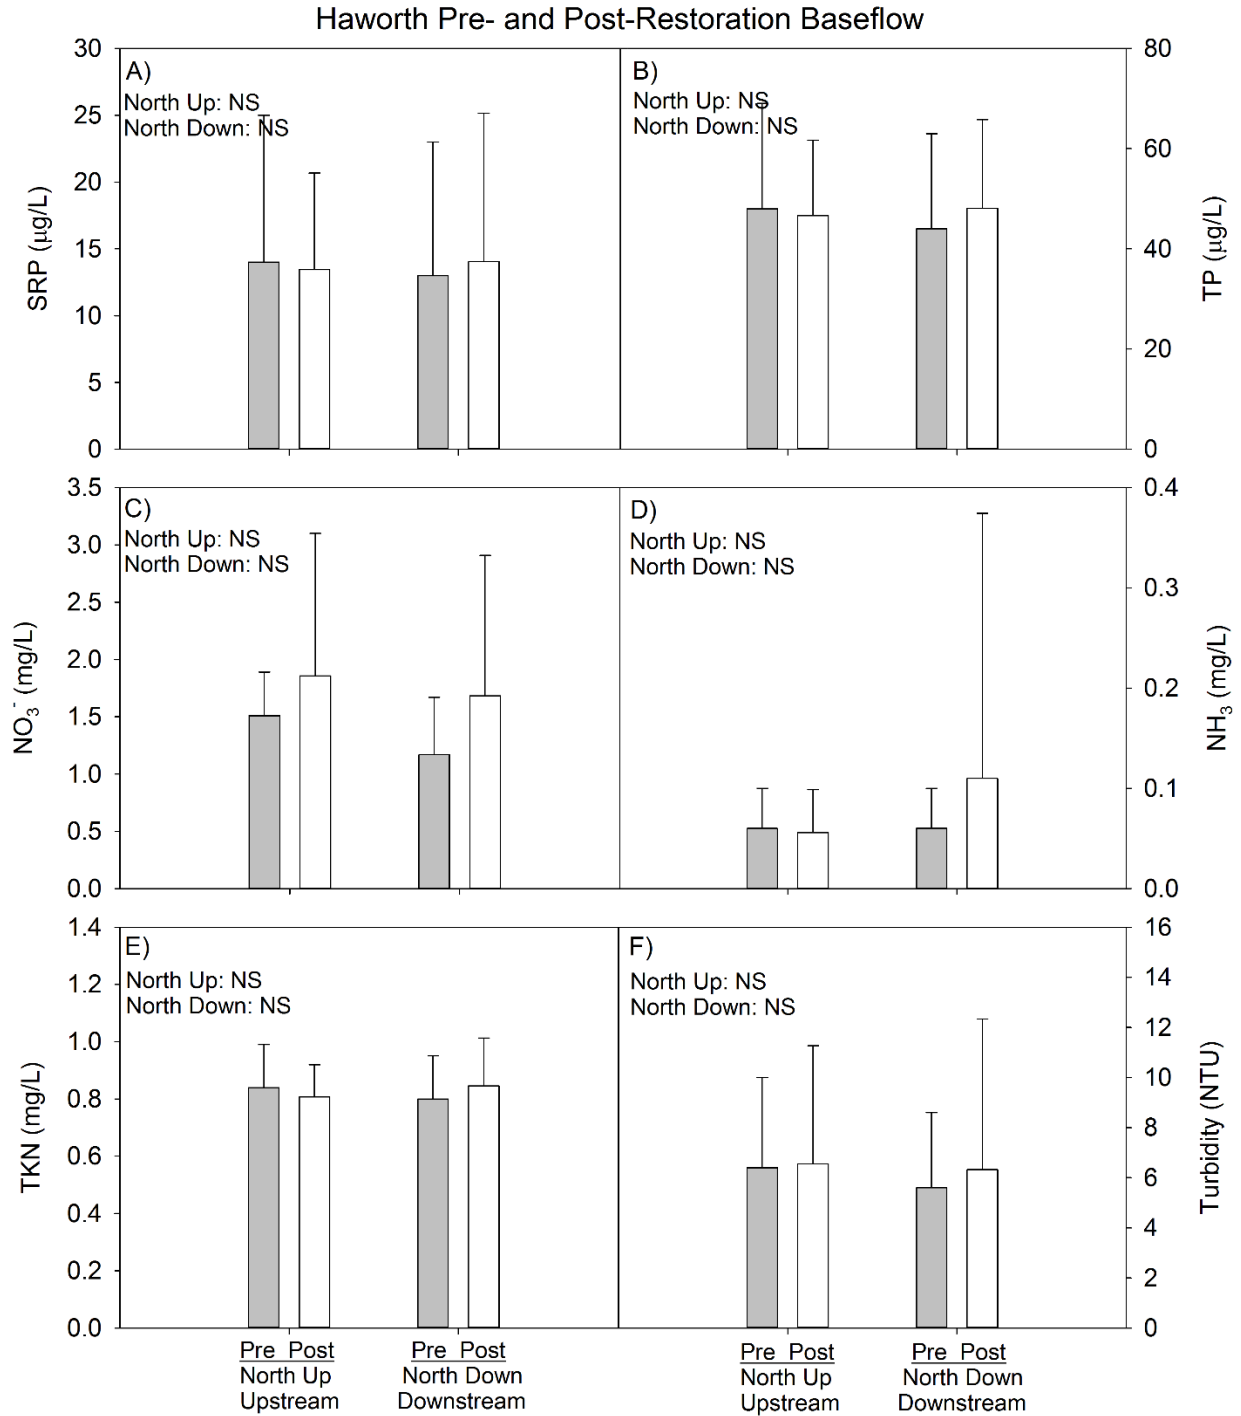 Haworth Pre- and Post-Restoration Baseflow
A)
North Up: NS
North Down: NS
30
25
20
15
10
5
0
SRP (µg/L)
B)
North Up: NS
North Down: NS
80
60
40
20
0
TP (µg/L)
C)
North Up: NS
North Down: NS
3.5
3.0
2.5
2.0
1.5
1.0
0.5
0.0
NO₃⁻ (mg/L)
D)
North Up: NS
North Down: NS
0.4
0.3
0.2
0.1
0.0
NH₃ (mg/L)
E)
North Up: NS
North Down: NS
1.4
1.2
1.0
0.8
0.6
0.4
0.2
0.0
TKN (mg/L)
F)
North Up: NS
North Down: NS
16
14
12
10
8
6
4
2
0
Turbidity (NTU)
Pre Post
North Up
Upstream
Pre Post
North Down
Downstream
Pre Post
North Up
Upstream
Pre Post
North Down
Downstream